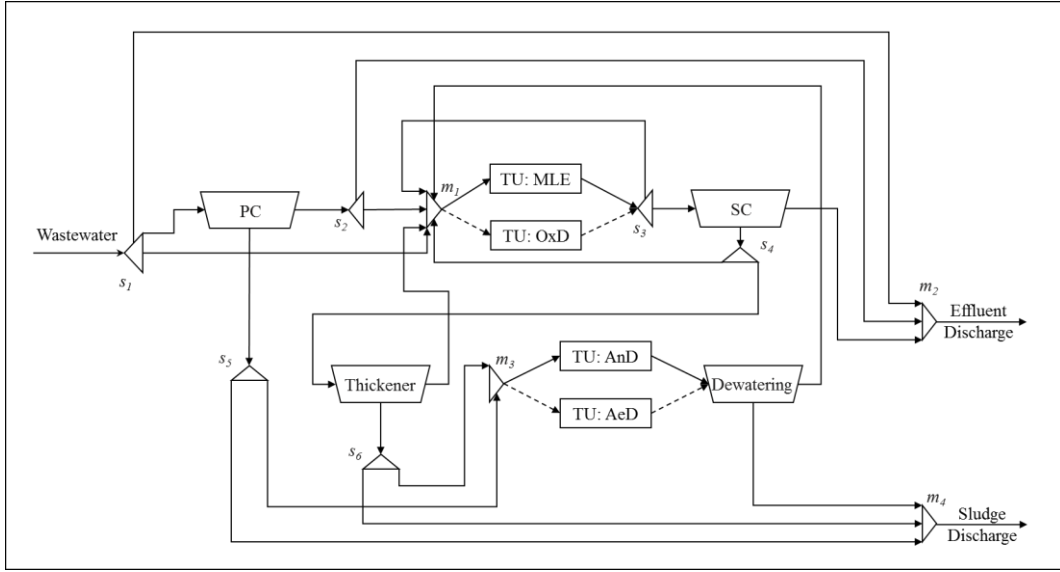 m1
TU: MLE
PC
SC
s2
s3
Wastewater
TU: OxD
s4
s1
m2
Effluent
Discharge
s5
m3
TU: AnD
Thickener
Dewatering
TU: AeD
s6
m4
Sludge
Discharge